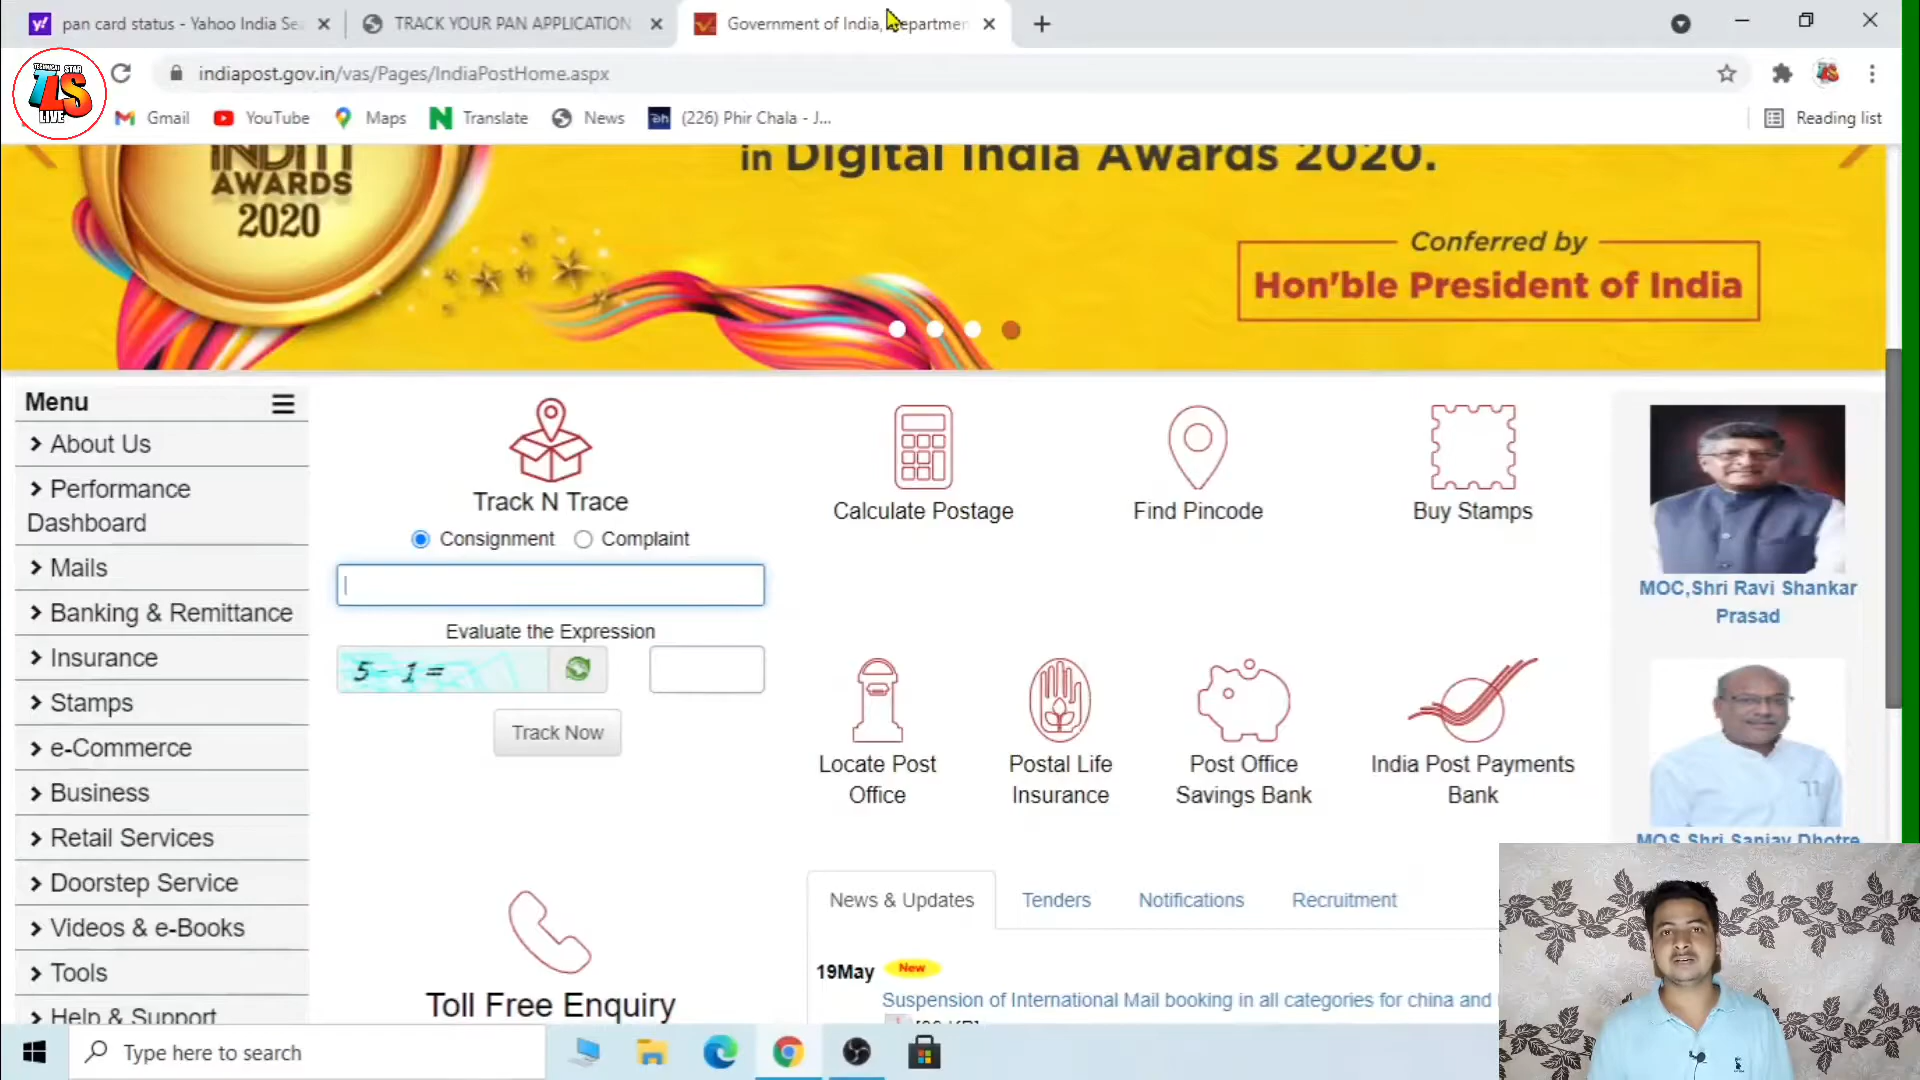 pan card status - Yahoo India Sea
TRACK YOUR PAN APPLICATION
Government of India,
indiapost.gov.in/vas/Pages/IndiaPostHome.aspx
TECHNICAL STAR
TLS
LIVE
Gmail
YouTube
Maps
Translate
News
(226) Phir Chala - J...
Reading list
INDIA
AWARDS
2020
in Digital India Awards 2020.
Conferred by
Hon'ble President of India
Menu
About Us
Performance
Dashboard
Mails
Banking & Remittance
Insurance
Stamps
e-Commerce
Business
Retail Services
Doorstep Service
Videos & e-Books
Tools
Help & Support
Track N Trace
Consignment
Complaint
Evaluate the Expression
5 - 1 =
Track Now
Toll Free Enquiry
Calculate Postage
Find Pincode
Buy Stamps
Locate Post
Office
Postal Life
Insurance
Post Office
Savings Bank
India Post Payments
Bank
MOC,Shri Ravi Shankar
Prasad
MOS,Shri Sanjay Dhotre
News & Updates
Tenders
Notifications
Recruitment
19May
New
Suspension of International Mail booking in all categories for china and
Type here to search